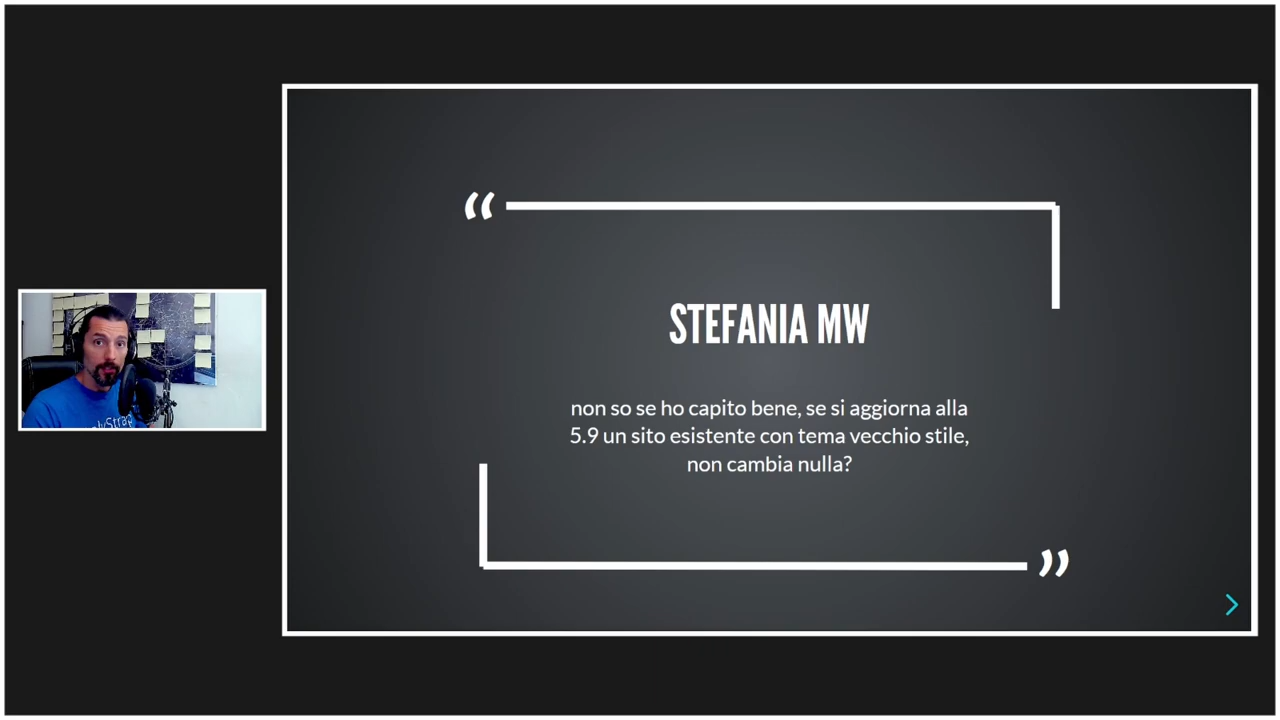 “
STEFANIA MW
non so se ho capito bene, se si aggiorna alla
5.9 un sito esistente con tema vecchio stile,
non cambia nulla?
”